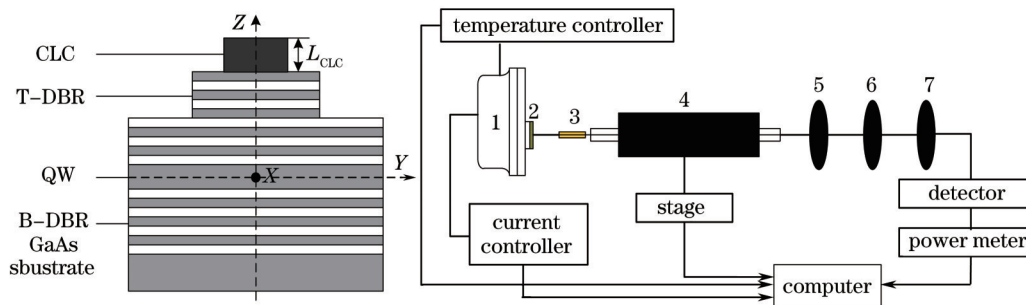 Z
CLC
L_CLC
T-DBR
QW
X
Y
B-DBR
GaAs
sbustrate
temperature controller
1
2
3
4
5
6
7
current
controller
stage
detector
power meter
computer